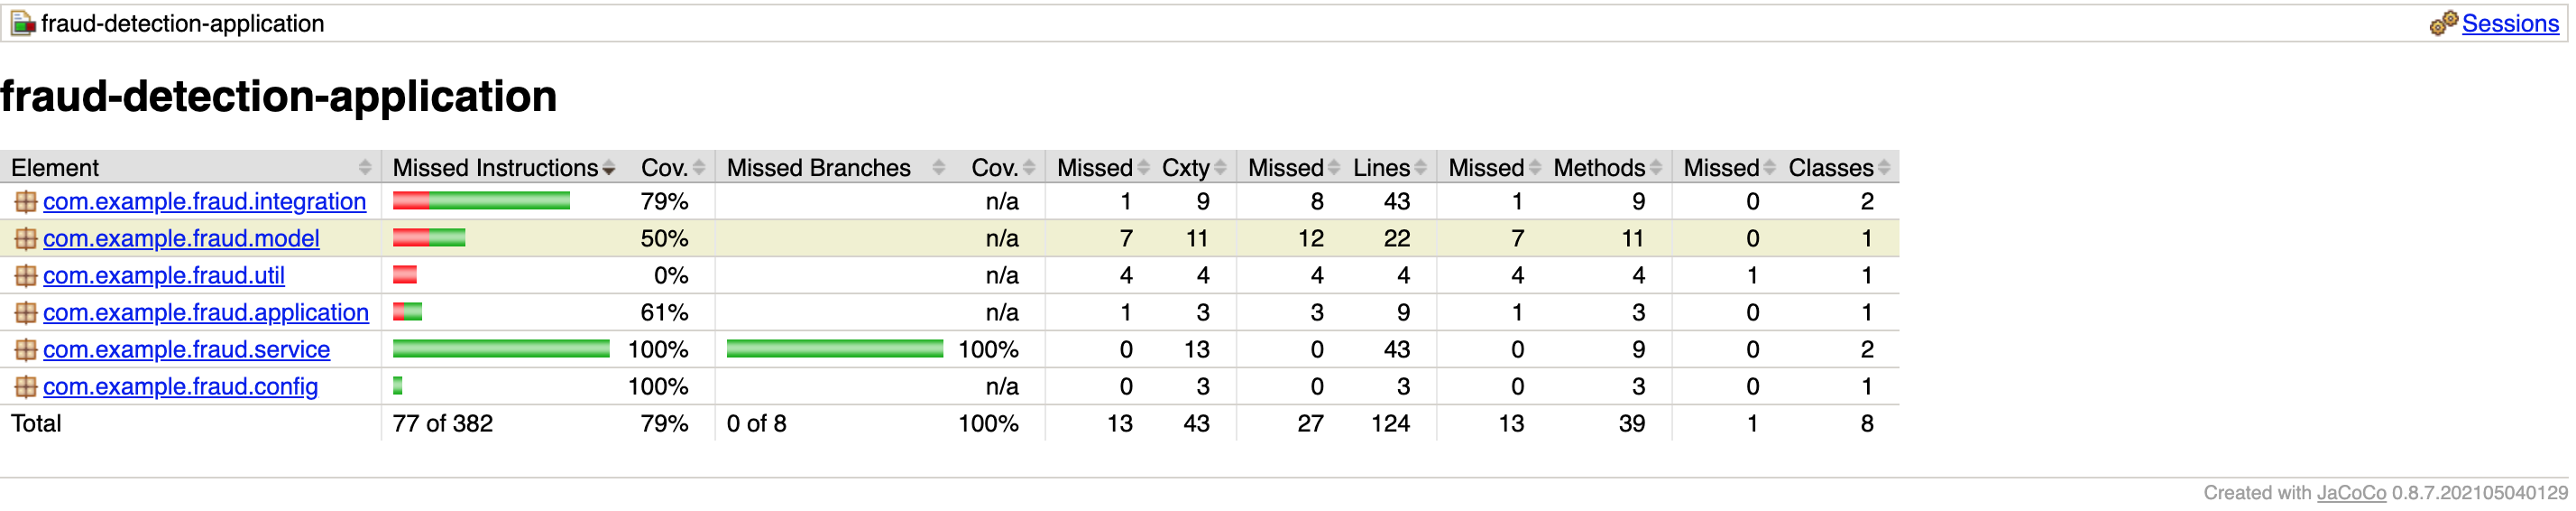 fraud-detection-application Sessions
fraud-detection-application
Element Missed Instructions Cov. Missed Branches Cov. Missed Cxty Missed Lines Missed Methods Missed Classes
com.example.fraud.integration 79% n/a 1 9 8 43 1 9 0 2
com.example.fraud.model 50% n/a 7 11 12 22 7 11 0 1
com.example.fraud.util 0% n/a 4 4 4 4 4 4 1 1
com.example.fraud.application 61% n/a 1 3 3 9 1 3 0 1
com.example.fraud.service 100% 100% 0 13 0 43 0 9 0 2
com.example.fraud.config 100% n/a 0 3 0 3 0 3 0 1
Total 77 of 382 79% 0 of 8 100% 13 43 27 124 13 39 1 8
Created with JaCoCo 0.8.7.202105040129